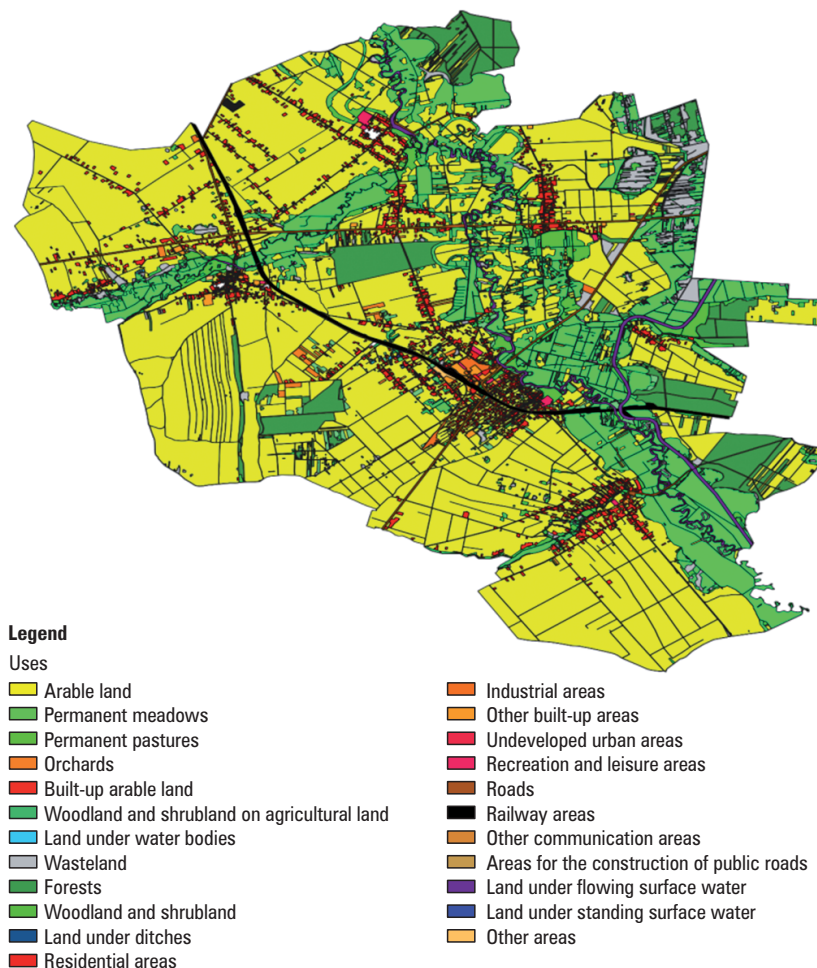 Legend
Uses
Arable land
Permanent meadows
Permanent pastures
Orchards
Built-up arable land
Woodland and shrubland on agricultural land
Land under water bodies
Wasteland
Forests
Woodland and shrubland
Land under ditches
Residential areas
Industrial areas
Other built-up areas
Undeveloped urban areas
Recreation and leisure areas
Roads
Railway areas
Other communication areas
Areas for the construction of public roads
Land under flowing surface water
Land under standing surface water
Other areas